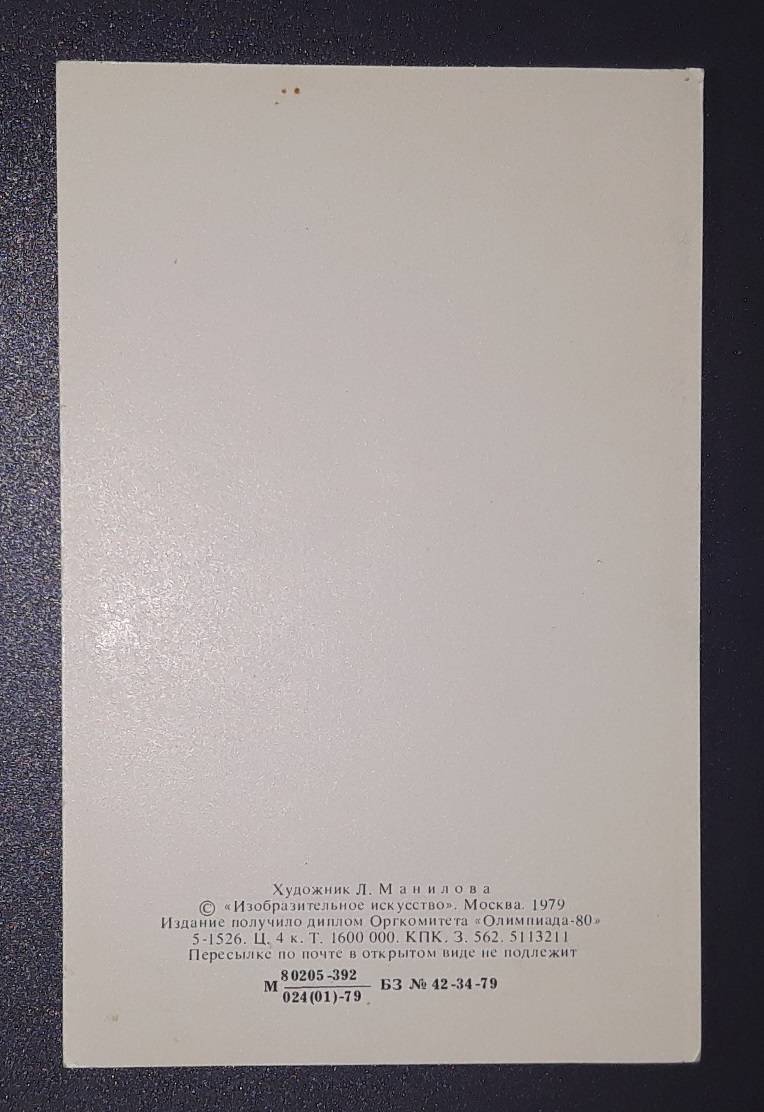 Художник Л. Манилова
© «Изобразительное искусство». Москва. 1979
Издание получило диплом Оргкомитета «Олимпиада-80»
5-1526. Ц. 4 к. Т. 1600 000. КПК. З. 562. 5113211
Пересылке по почте в открытом виде не подлежит
М 80205-392
024(01)-79 БЗ № 42-34-79